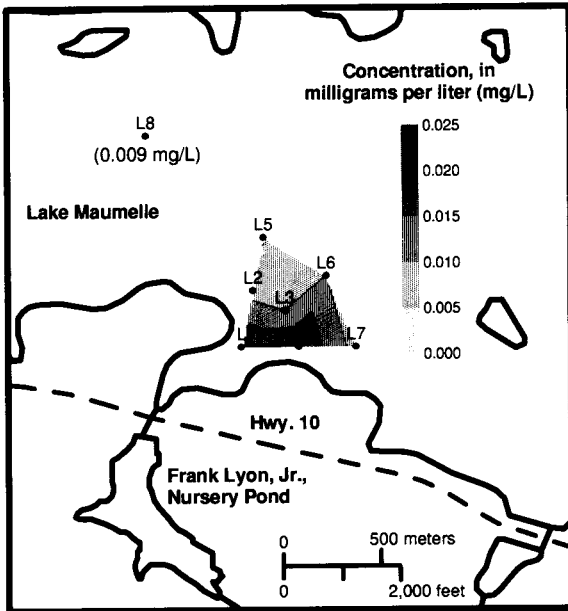 Concentration, in
milligrams per liter (mg/L)
0.025
0.020
0.015
0.010
0.005
0.000
L8
(0.009 mg/L)
Lake Maumelle
L5
L6
L2
L3
L7
Hwy. 10
Frank Lyon, Jr.,
Nursery Pond
0 500 meters
0 2,000 feet